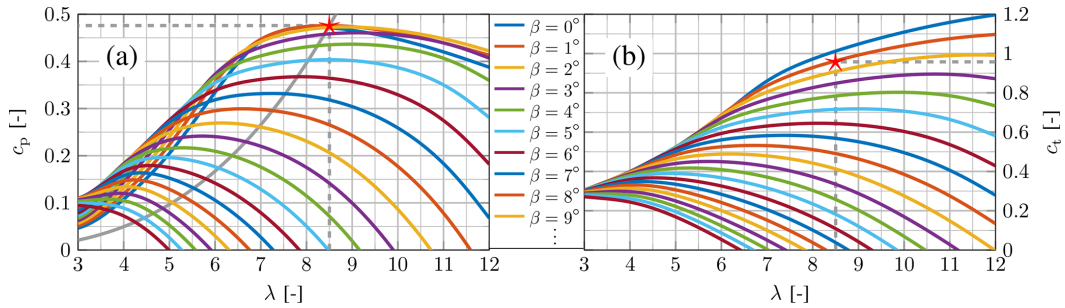 0.5
0.4
0.3
0.2
0.1
0
c_p [-]
(a)
3 4 5 6 7 8 9 10 11 12
λ [-]
β = 0°
β = 1°
β = 2°
β = 3°
β = 4°
β = 5°
β = 6°
β = 7°
β = 8°
β = 9°
⋮
(b)
3 4 5 6 7 8 9 10 11 12
λ [-]
1.2
1
0.8
0.6
0.4
0.2
0
c_t [-]